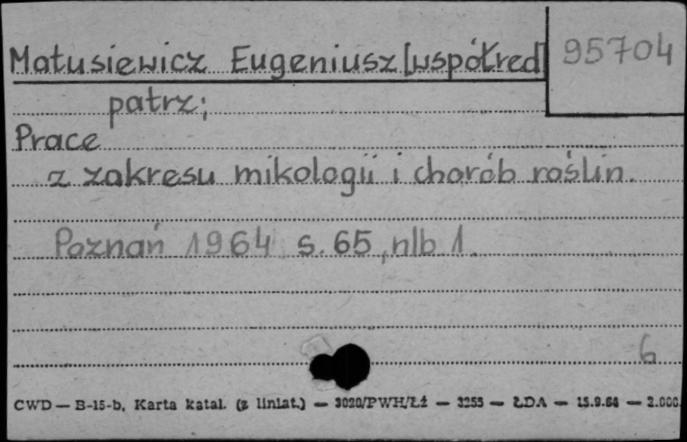 Matusiewicz Eugeniusz [współred]
95704
patrz;
Prace
z zakresu mikologii i chorób roślin.
Poznań 1964 s. 65, nlb 1.
6
CWD — B-15-b, Karta katal. (z liniat.) — 3020/PWH/Łź — 3255 — ŁDA — 15.9.64 — 2.000.